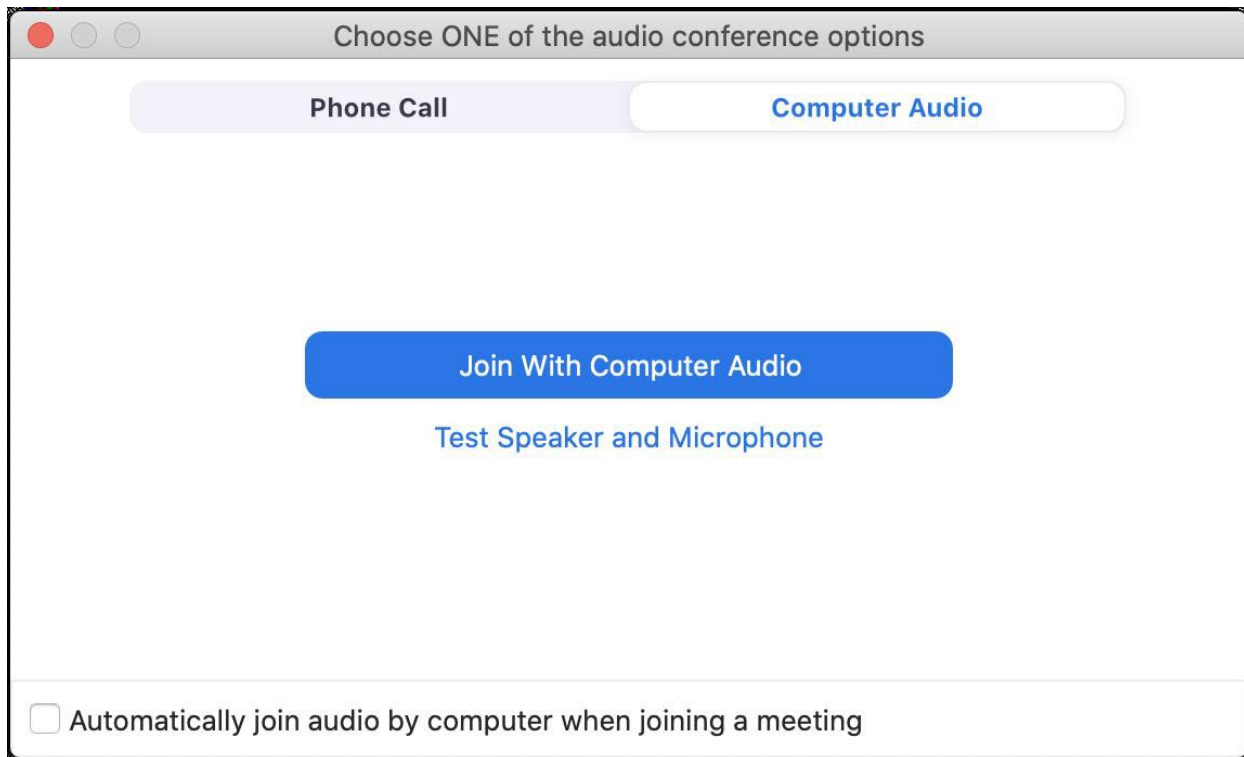 Choose ONE of the audio conference options
Phone Call
Computer Audio
Join With Computer Audio
Test Speaker and Microphone
Automatically join audio by computer when joining a meeting